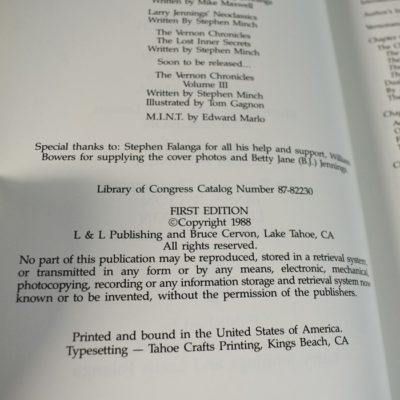 Written by Mike Maxwell
Larry Jennings' Neoclassics
Written By Stephen Minch
The Vernon Chronicles
The Lost Inner Secrets
Written by Stephen Minch
Soon to be released...
The Vernon Chronicles
Volume III
Written by Stephen Minch
Illustrated by Tom Gagnon
M.I.N.T. by Edward Marlo
Special thanks to: Stephen Falanga for all his help and support, William
Bowers for supplying the cover photos and Betty Jane (B.J.) Jennings.
Library of Congress Catalog Number 87-82230
FIRST EDITION
©Copyright 1988
L & L Publishing and Bruce Cervon, Lake Tahoe, CA
All rights reserved.
No part of this publication may be reproduced, stored in a retrieval system,
or transmitted in any form or by any means, electronic, mechanical
photocopying, recording or any information storage and retrieval system now
known or to be invented, without the permission of the publishers.
Printed and bound in the United States of America.
Typesetting — Tahoe Crafts Printing, Kings Beach, CA